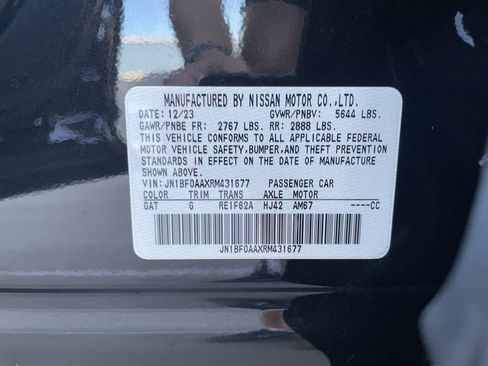 MANUFACTURED BY NISSAN MOTOR CO.,LTD.
DATE: 12/23 GVWR/PNBV: 5644 LBS.
GAWR/PNBE FR: 2767 LBS. RR: 2888 LBS.
THIS VEHICLE CONFORMS TO ALL APPLICABLE FEDERAL
MOTOR VEHICLE SAFETY,BUMPER,AND THEFT PREVENTION
STANDARDS IN EFFECT ON THE DATE OF MANUFACTURE
SHOWN ABOVE.
VIN: JN1BF0AAXRM431677 PASSENGER CAR
COLOR TRIM TRANS AXLE MOTOR
GAT G RE1F62A HJ42 AM67 ----CC
JN1BF0AAXRM431677